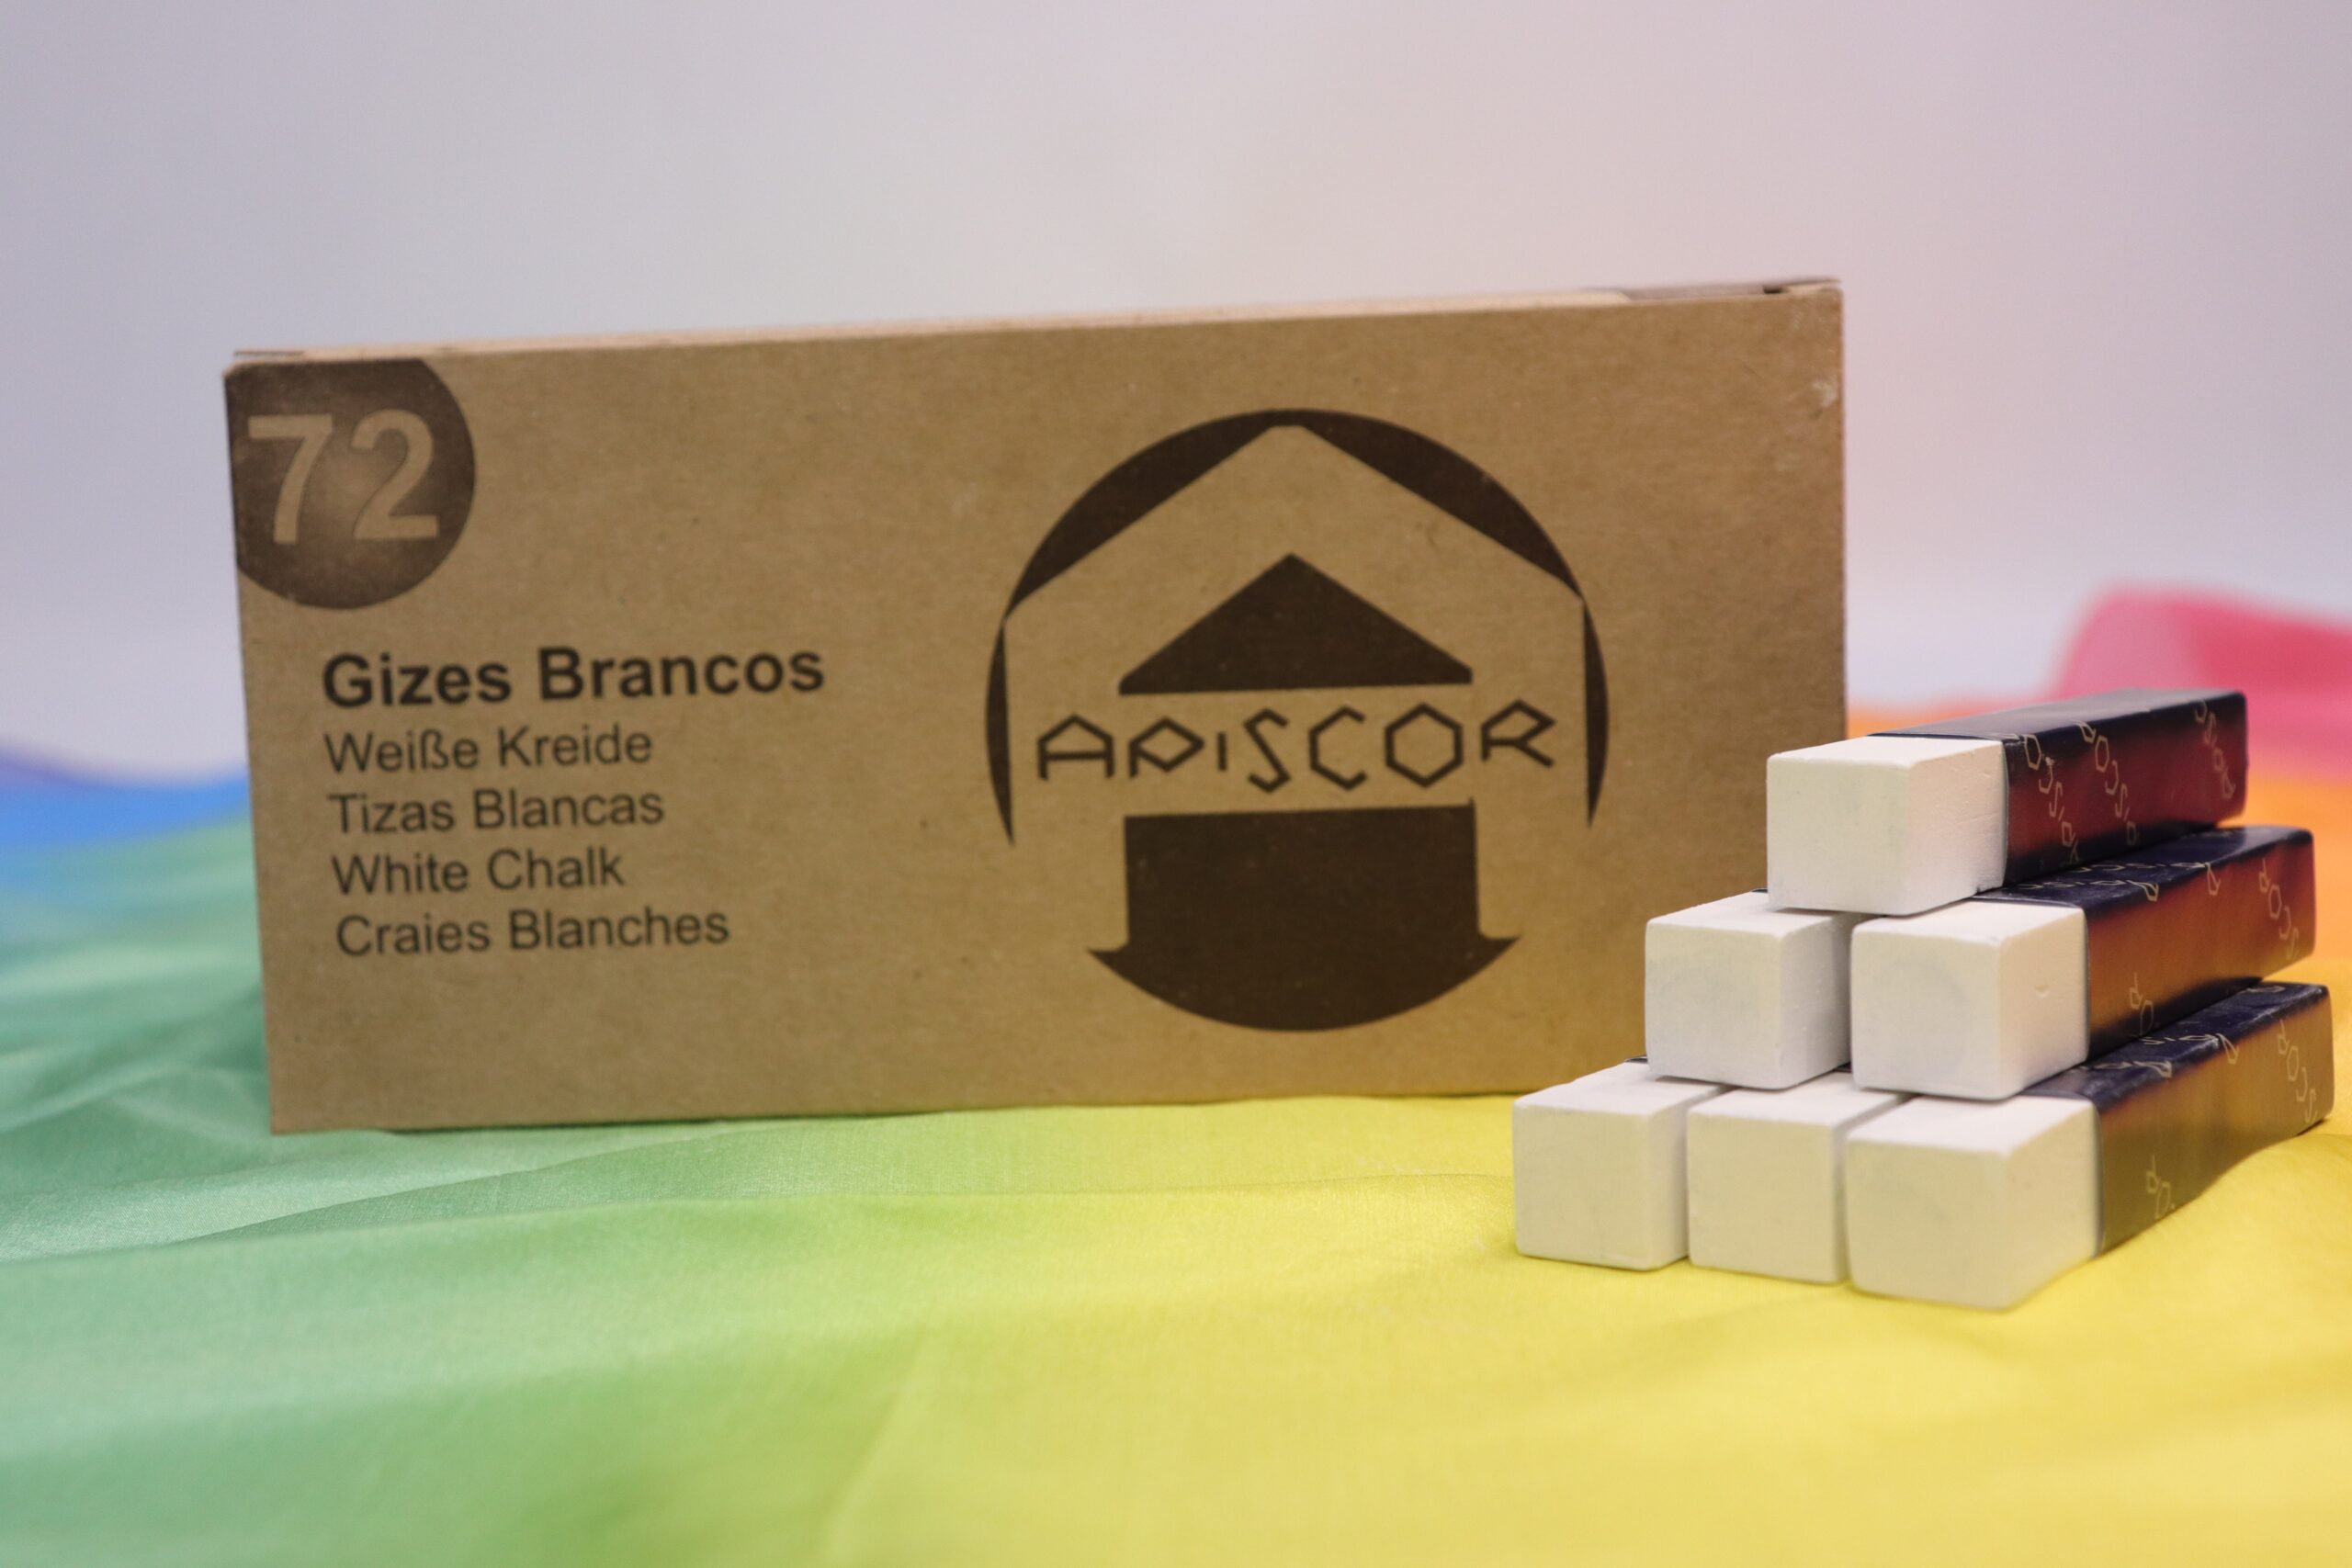 72
Gizes Brancos
Weiße Kreide
Tizas Blancas
White Chalk
Craies Blanches
APiSCOR